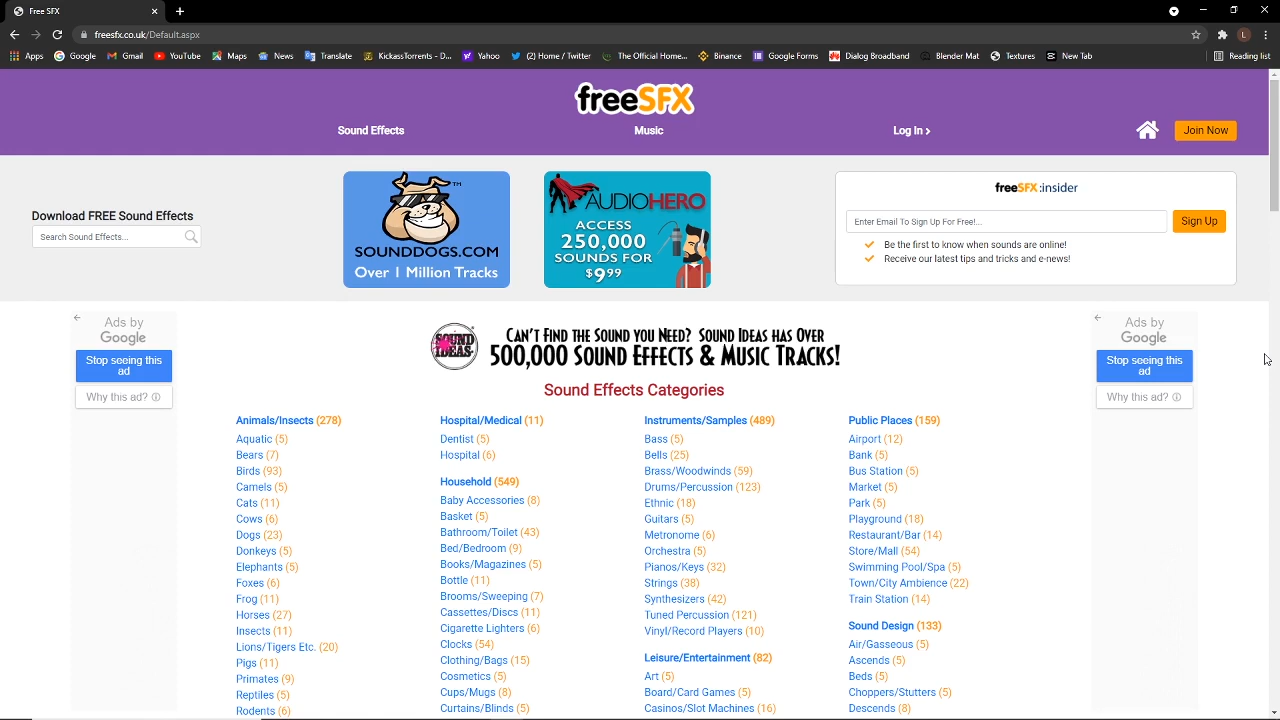 Free SFX
freesfx.co.uk/Default.aspx
L
Apps
Google
M Gmail
YouTube
Maps
News
Translate
KickassTorrents - D...
Yahoo
(2) Home / Twitter
The Official Home...
Binance
Google Forms
Dialog Broadband
Blender Mat
Textures
New Tab
Reading list
freeSFX
Sound Effects
Music
Log In ›
Join Now
Download FREE Sound Effects
Search Sound Effects...
TM
SOUNDDOGS.COM
Over 1 Million Tracks
AUDIOHERO
ACCESS
250,000
SOUNDS FOR
$9.99
freeSFX:insider
Enter Email To Sign Up For Free!...
Sign Up
Be the first to know when sounds are online!
Receive our latest tips and tricks and e-news!
Ads by
Google
Stop seeing this
ad
Why this ad?
SOUND
IDEAS
Can't Find the Sound you Need? Sound Ideas has Over
500,000 Sound Effects & Music Tracks!
Ads by
Google
Stop seeing this
ad
Why this ad?
Sound Effects Categories
Animals/Insects (278)
Aquatic (5)
Bears (7)
Birds (93)
Camels (5)
Cats (11)
Cows (6)
Dogs (23)
Donkeys (5)
Elephants (5)
Foxes (6)
Frog (11)
Horses (27)
Insects (11)
Lions/Tigers Etc. (20)
Pigs (11)
Primates (9)
Reptiles (5)
Rodents (6)
Hospital/Medical (11)
Dentist (5)
Hospital (6)
Household (549)
Baby Accessories (8)
Basket (5)
Bathroom/Toilet (43)
Bed/Bedroom (9)
Books/Magazines (5)
Bottle (11)
Brooms/Sweeping (7)
Cassettes/Discs (11)
Cigarette Lighters (6)
Clocks (54)
Clothing/Bags (15)
Cosmetics (5)
Cups/Mugs (8)
Curtains/Blinds (5)
Instruments/Samples (489)
Bass (5)
Bells (25)
Brass/Woodwinds (59)
Drums/Percussion (123)
Ethnic (18)
Guitars (5)
Metronome (6)
Orchestra (5)
Pianos/Keys (32)
Strings (38)
Synthesizers (42)
Tuned Percussion (121)
Vinyl/Record Players (10)
Leisure/Entertainment (82)
Art (5)
Board/Card Games (5)
Casinos/Slot Machines (16)
Public Places (159)
Airport (12)
Bank (5)
Bus Station (5)
Market (5)
Park (5)
Playground (18)
Restaurant/Bar (14)
Store/Mall (54)
Swimming Pool/Spa (5)
Town/City Ambience (22)
Train Station (14)
Sound Design (133)
Air/Gasseous (5)
Ascends (5)
Beds (5)
Choppers/Stutters (5)
Descends (8)